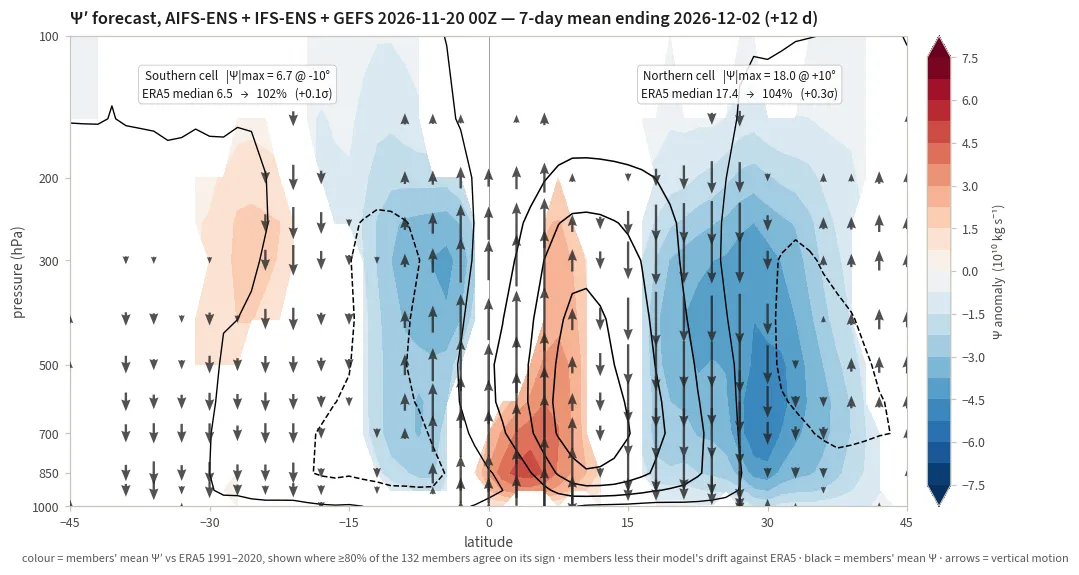 Ψ′ forecast, AIFS-ENS + IFS-ENS + GEFS 2026-11-20 00Z — 7-day mean ending 2026-12-02 (+12 d)
Southern cell |Ψ|max = 6.7 @ -10°
ERA5 median 6.5 → 102% (+0.1σ)
Northern cell |Ψ|max = 18.0 @ +10°
ERA5 median 17.4 → 104% (+0.3σ)
pressure (hPa)
100
200
300
400
500
700
850
1000
−45
−30
−15
0
15
30
45
latitude
7.5
6.0
4.5
3.0
1.5
0.0
−1.5
−3.0
−4.5
−6.0
−7.5
Ψ anomaly (10¹⁰ kg s⁻¹)
colour = members' mean Ψ′ vs ERA5 1991–2020, shown where ≥80% of the 132 members agree on its sign · members less their model's drift against ERA5 · black = members' mean Ψ · arrows = vertical motion